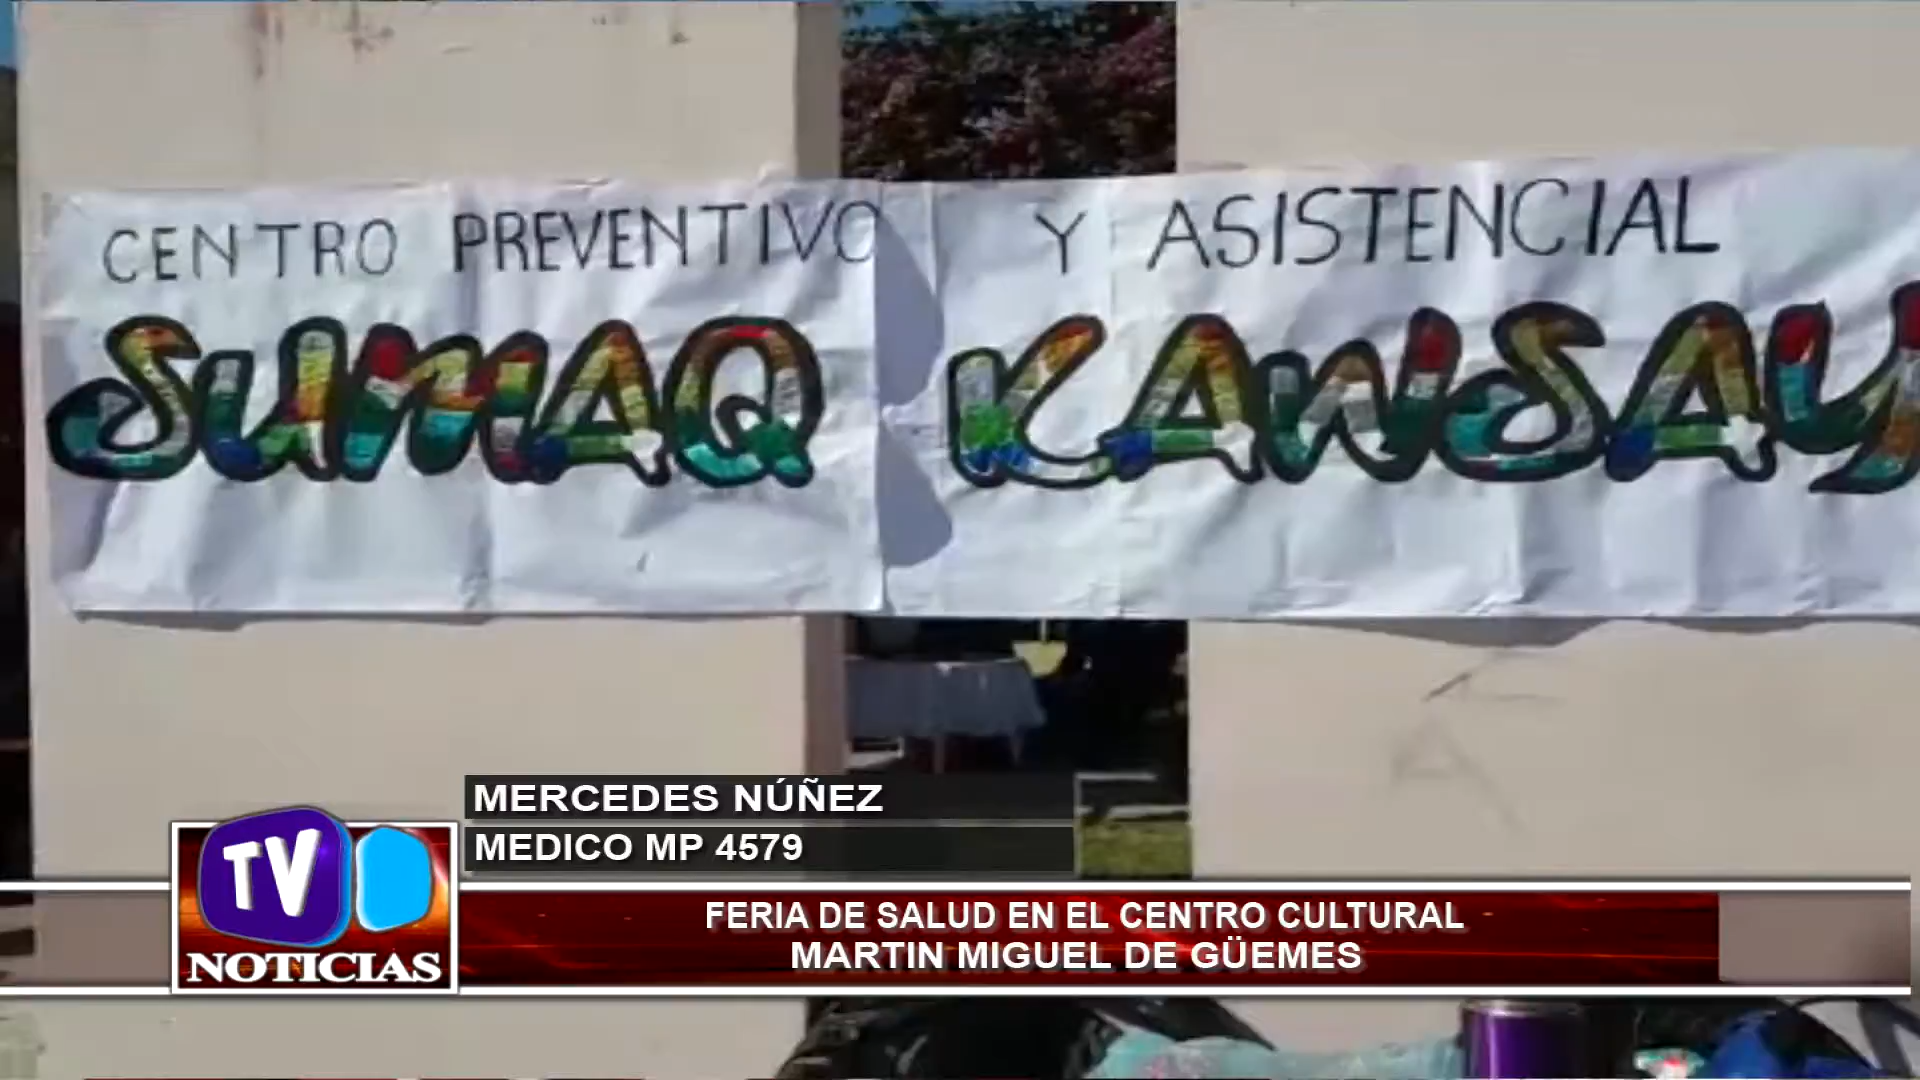 CENTRO PREVENTIVO Y ASISTENCIAL
SUMAQ KAWSAY
MERCEDES NÚÑEZ
MEDICO MP 4579
TV
NOTICIAS
FERIA DE SALUD EN EL CENTRO CULTURAL
MARTIN MIGUEL DE GÜEMES